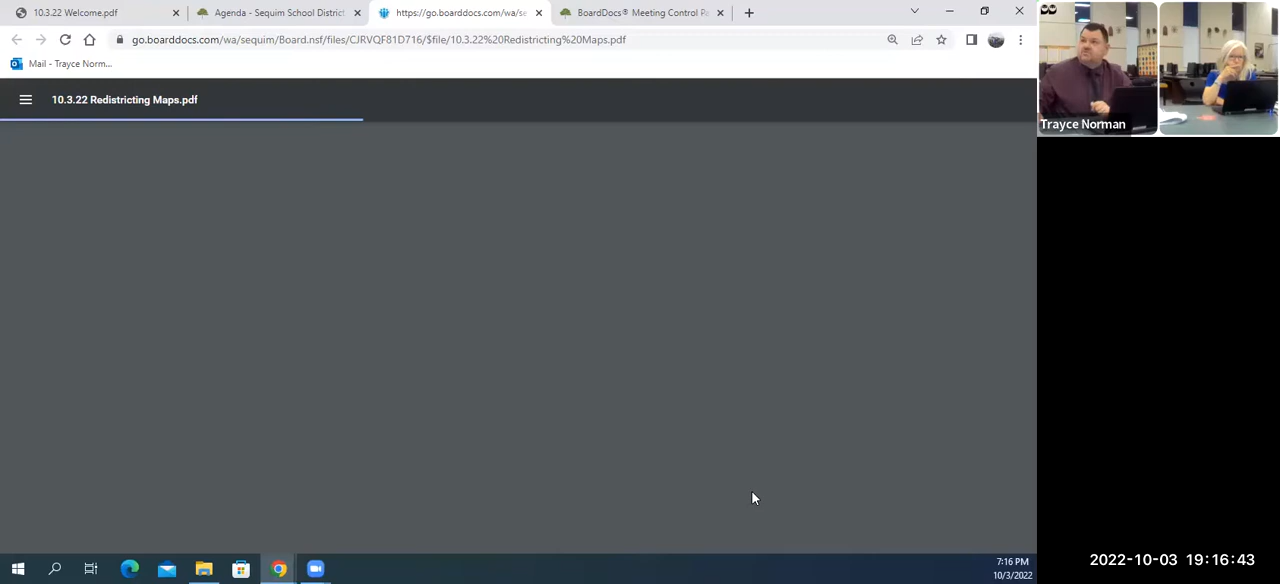 10.3.22 Welcome.pdf
Agenda - Sequim School District
https://go.boarddocs.com/wa/se
BoardDocs® Meeting Control Pa
go.boarddocs.com/wa/sequim/Board.nsf/files/CJRVQF81D716/$file/10.3.22%20Redistricting%20Maps.pdf
Mail - Trayce Norm...
10.3.22 Redistricting Maps.pdf
Trayce Norman
7:16 PM
10/3/2022
2022-10-03 19:16:43